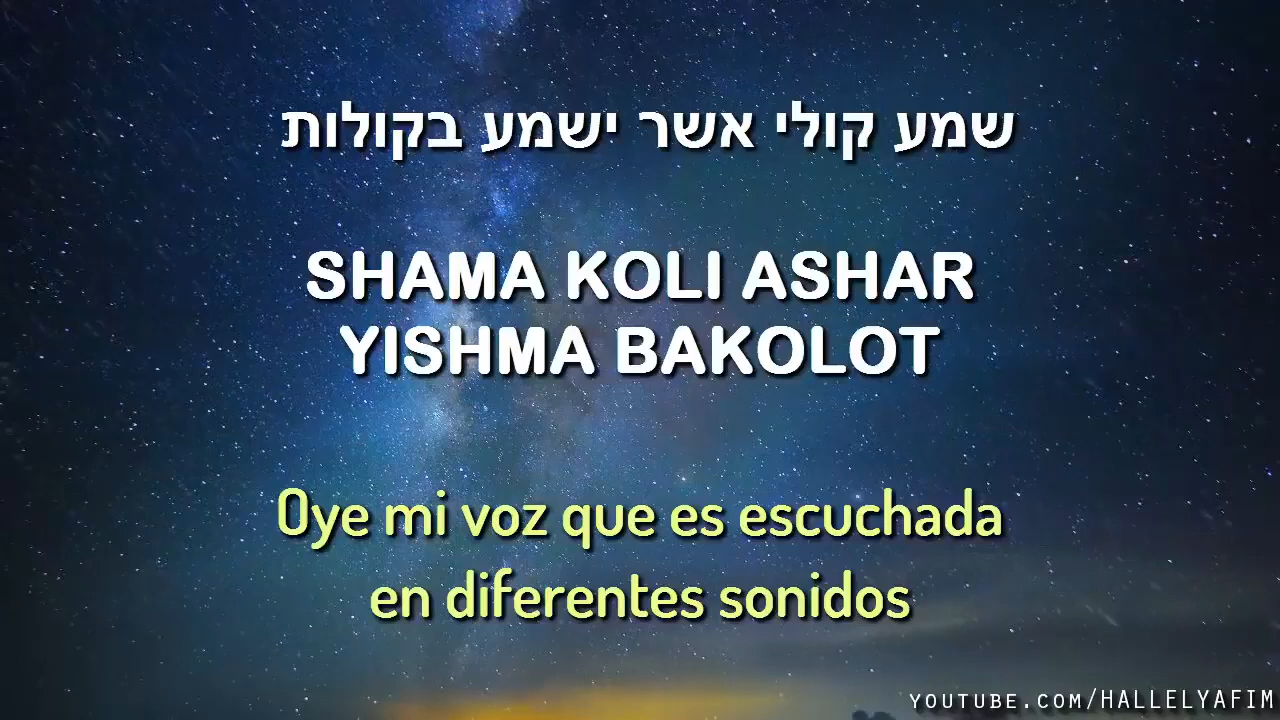 שמע קולי אשר ישמע בקולות
SHAMA KOLI ASHAR
YISHMA BAKOLOT
Oye mi voz que es escuchada
en diferentes sonidos
YOUTUBE.COM/HALLELYAFIM